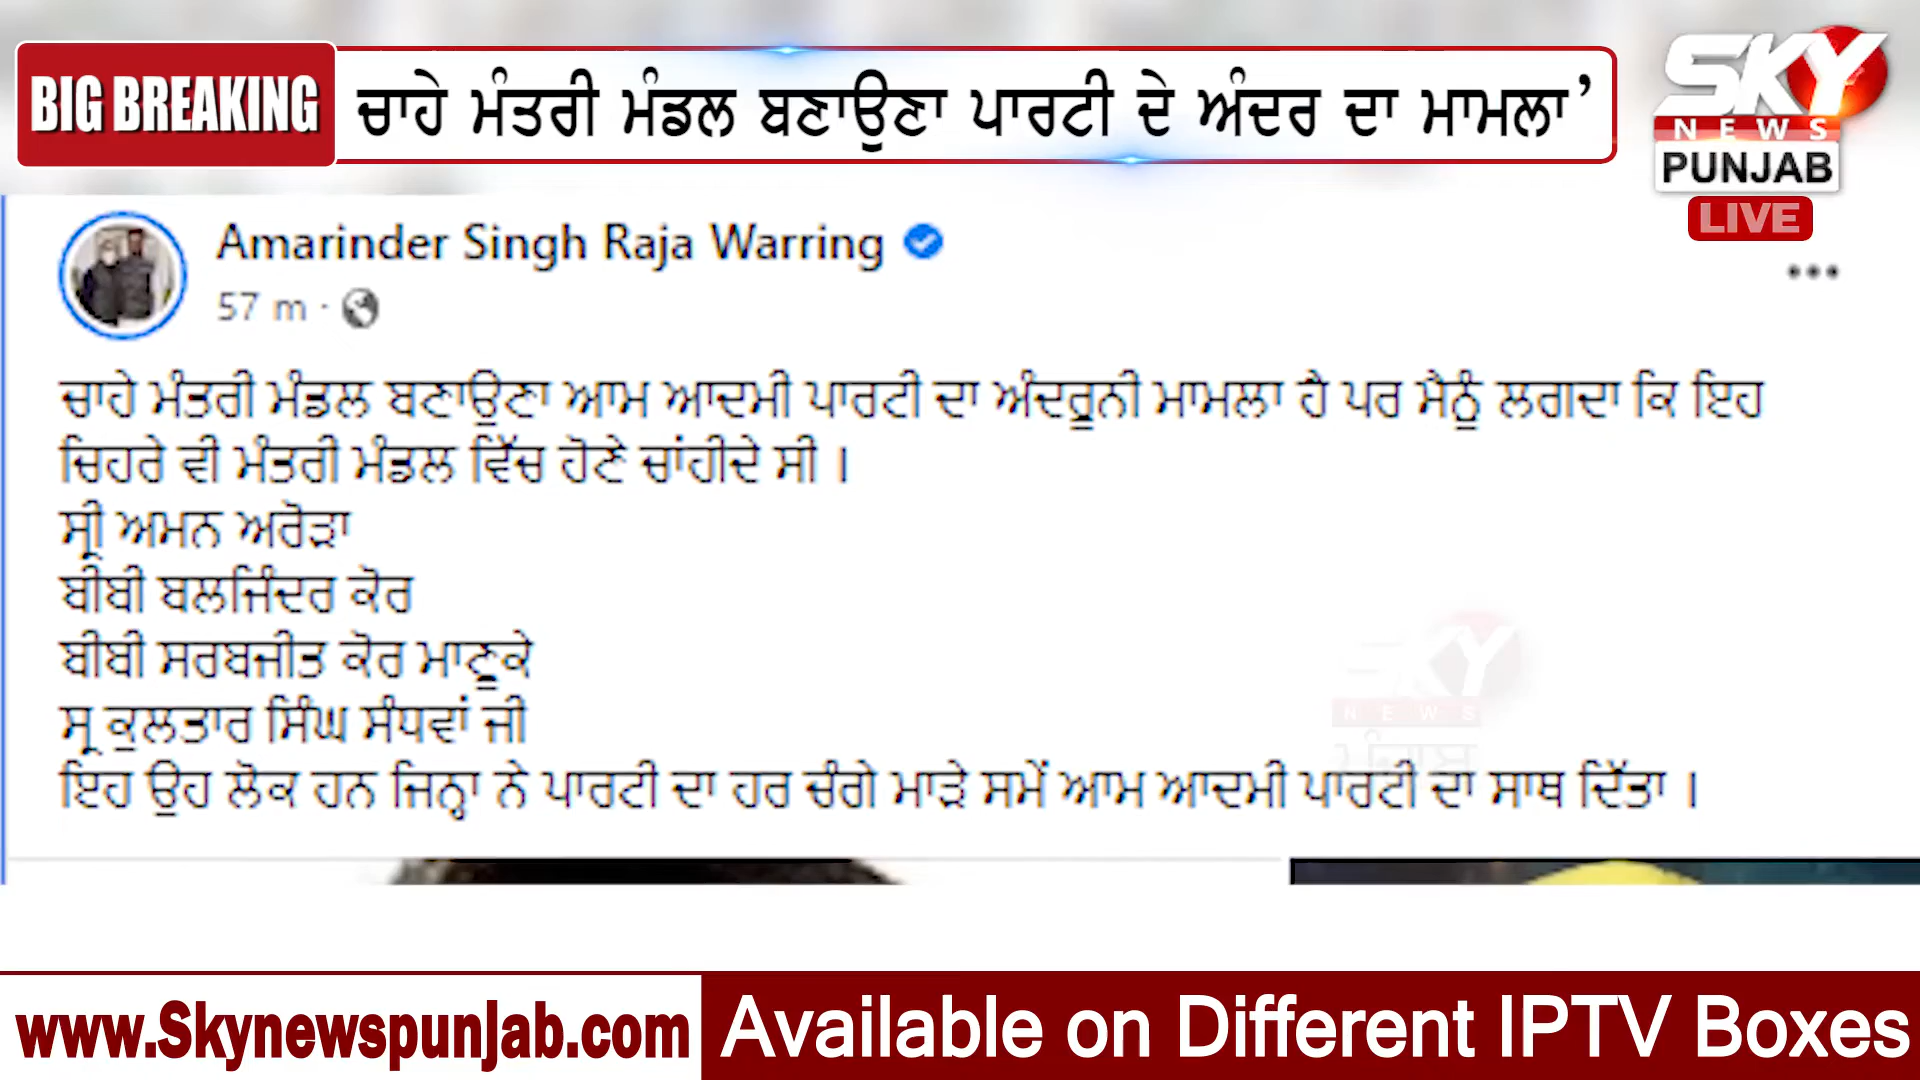 BIG BREAKING
ਚਾਹੇ ਮੰਤਰੀ ਮੰਡਲ ਬਣਾਉਣਾ ਪਾਰਟੀ ਦੇ ਅੰਦਰ ਦਾ ਮਾਮਲਾ’
SKY
NEWS
PUNJAB
LIVE
Amarinder Singh Raja Warring
57 m ·
ਚਾਹੇ ਮੰਤਰੀ ਮੰਡਲ ਬਣਾਉਣਾ ਆਮ ਆਦਮੀ ਪਾਰਟੀ ਦਾ ਅੰਦਰੂਨੀ ਮਾਮਲਾ ਹੈ ਪਰ ਮੈਨੂੰ ਲਗਦਾ ਕਿ ਇਹ
ਚਿਹਰੇ ਵੀ ਮੰਤਰੀ ਮੰਡਲ ਵਿੱਚ ਹੋਣੇ ਚਾਂਹੀਦੇ ਸੀ ।
ਸ੍ਰੀ ਅਮਨ ਅਰੋੜਾ
ਬੀਬੀ ਬਲਜਿੰਦਰ ਕੋਰ
ਬੀਬੀ ਸਰਬਜੀਤ ਕੋਰ ਮਾਣੂਕੇ
ਸ੍ਰ ਕੁਲਤਾਰ ਸਿੰਘ ਸੰਧਵਾਂ ਜੀ
ਇਹ ਉਹ ਲੋਕ ਹਨ ਜਿਨ੍ਹਾ ਨੇ ਪਾਰਟੀ ਦਾ ਹਰ ਚੰਗੇ ਮਾੜੇ ਸਮੇਂ ਆਮ ਆਦਮੀ ਪਾਰਟੀ ਦਾ ਸਾਥ ਦਿੱਤਾ ।
SKY
NEWS
ਪੰਜਾਬ
www.Skynewspunjab.com
Available on Different IPTV Boxes